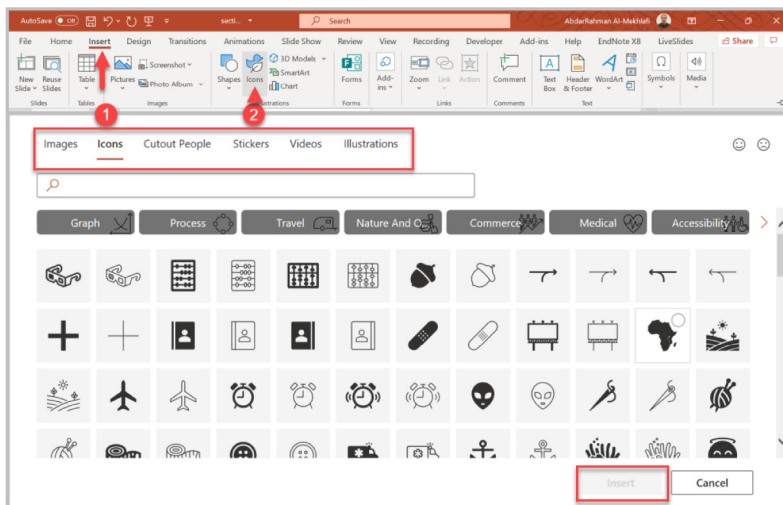 AutoSave Off secti... Search AbdarRahman Al-Mekhlafi
File Home Insert Design Transitions Animations Slide Show Review View Recording Developer Add-ins Help EndNote X8 LiveSlides Share
New Slide Reuse Slides Table Pictures Screenshot Photo Album Shapes Icons 3D Models SmartArt Chart Forms Add-ins Zoom Link Action Comment Text Box Header & Footer WordArt Symbols Media
Slides Tables Images Forms Links Comments Text
1 2
Images Icons Cutout People Stickers Videos Illustrations
Graph Process Travel Nature And Commerce Medical Accessibility
Insert Cancel